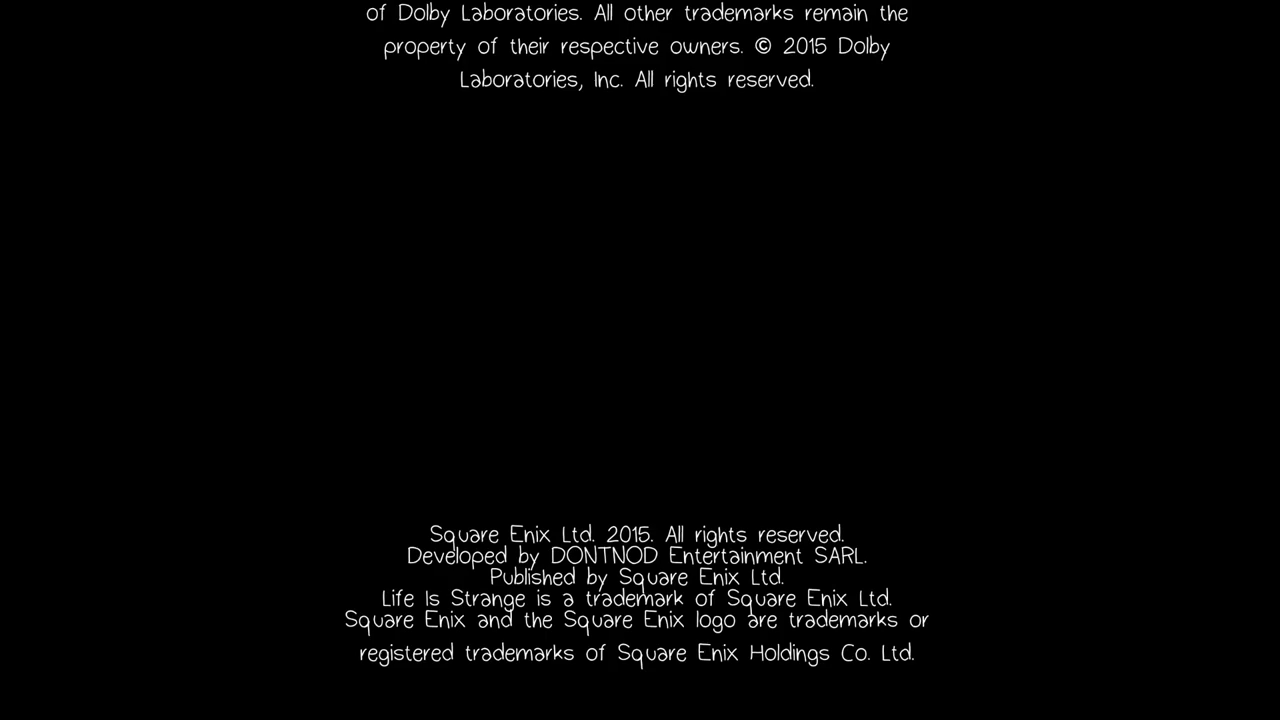 of Dolby Laboratories. All other trademarks remain the
property of their respective owners. © 2015 Dolby
Laboratories, Inc. All rights reserved.
Square Enix Ltd. 2015. All rights reserved.
Developed by DONTNOD Entertainment SARL.
Published by Square Enix Ltd.
Life Is Strange is a trademark of Square Enix Ltd.
Square Enix and the Square Enix logo are trademarks or
registered trademarks of Square Enix Holdings Co. Ltd.